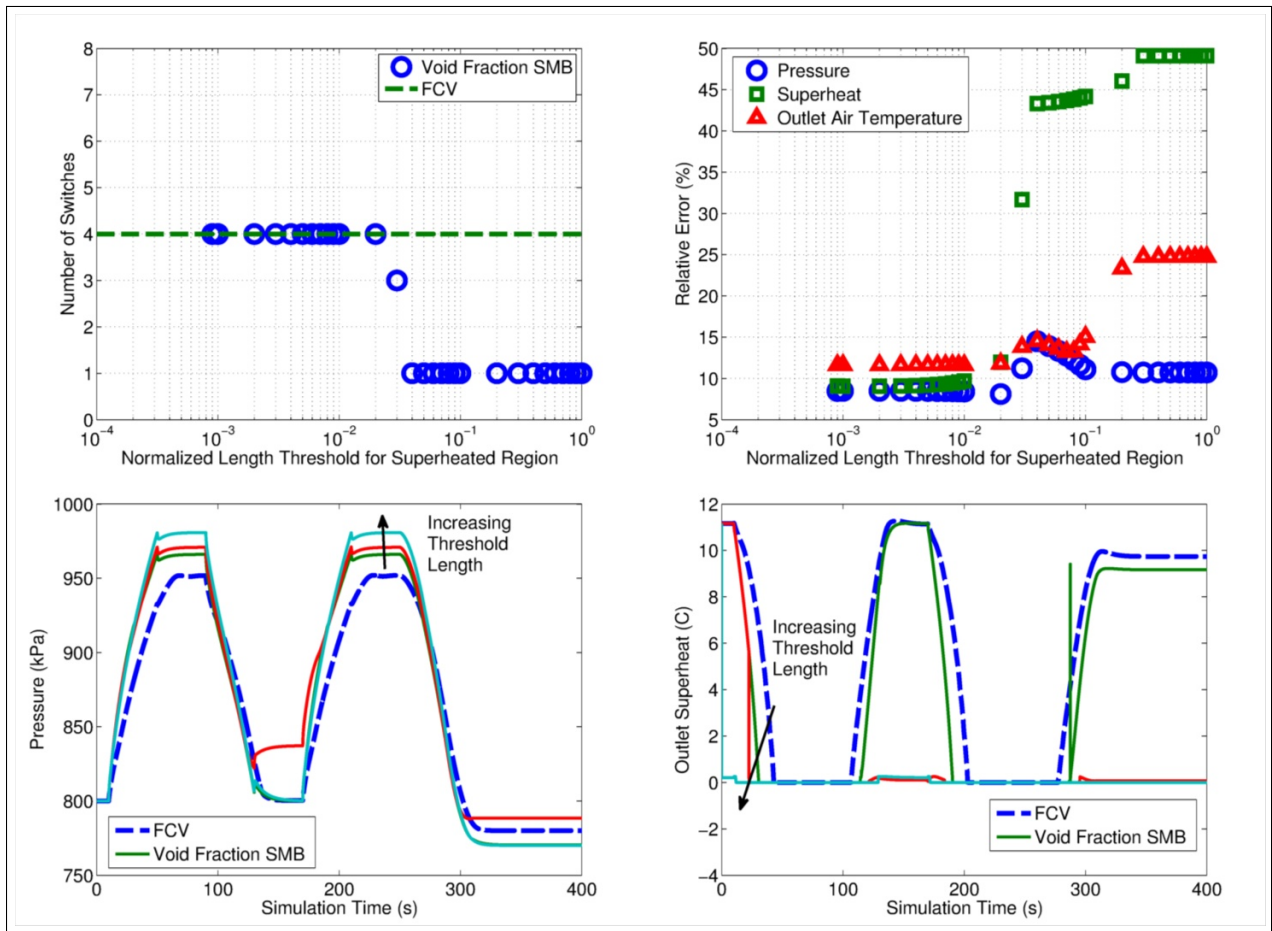 8
7
6
5
4
3
2
1
0
Number of Switches
Void Fraction SMB
FCV
10⁻⁴ 10⁻³ 10⁻² 10⁻¹ 10⁰
Normalized Length Threshold for Superheated Region
50
45
40
35
30
25
20
15
10
5
Relative Error (%)
Pressure
Superheat
Outlet Air Temperature
10⁻⁴ 10⁻³ 10⁻² 10⁻¹ 10⁰
Normalized Length Threshold for Superheated Region
1000
950
900
850
800
750
Pressure (kPa)
Increasing
Threshold
Length
FCV
Void Fraction SMB
0 100 200 300 400
Simulation Time (s)
12
10
8
6
4
2
0
−2
−4
Outlet Superheat (C)
Increasing
Threshold
Length
FCV
Void Fraction SMB
0 100 200 300 400
Simulation Time (s)